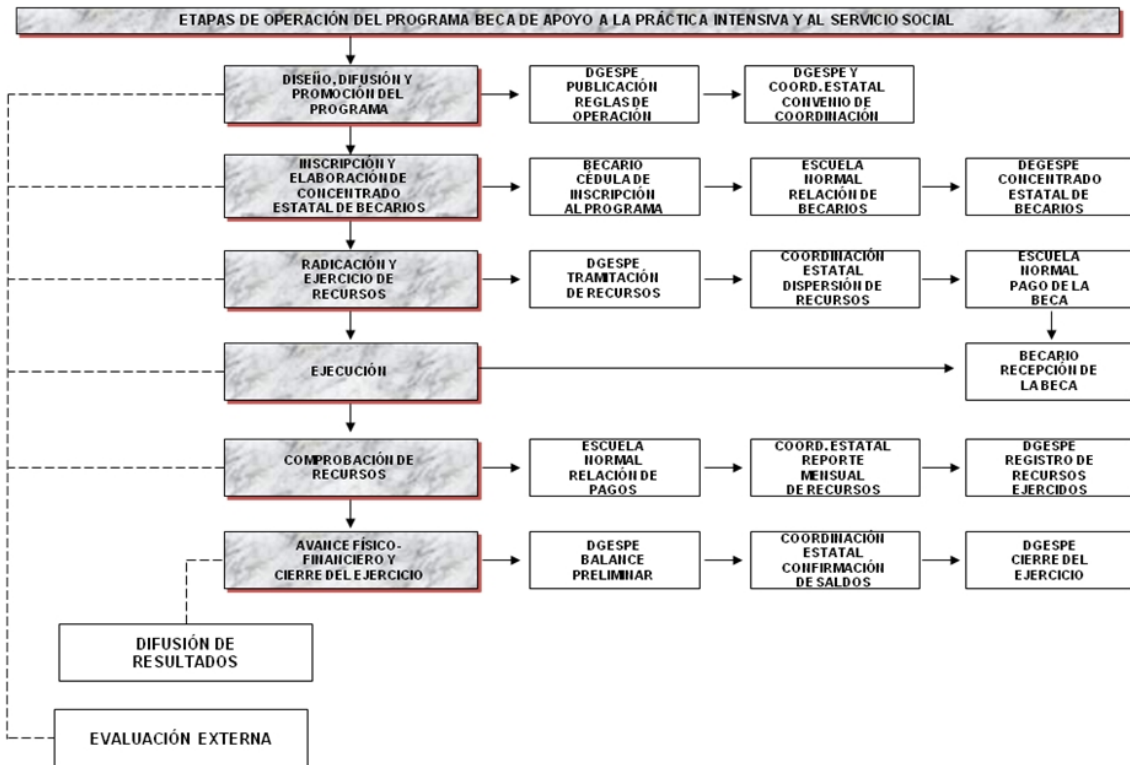 ETAPAS DE OPERACIÓN DEL PROGRAMA BECA DE APOYO A LA PRÁCTICA INTENSIVA Y AL SERVICIO SOCIAL
DISEÑO, DIFUSIÓN Y
PROMOCIÓN DEL
PROGRAMA
DGESPE
PUBLICACIÓN
REGLAS DE
OPERACIÓN
DGESPE Y
COORD. ESTATAL
CONVENIO DE
COORDINACIÓN
INSCRIPCIÓN Y
ELABORACIÓN DE
CONCENTRADO
ESTATAL DE BECARIOS
BECARIO
CÉDULA DE
INSCRIPCIÓN
AL PROGRAMA
ESCUELA
NORMAL
RELACIÓN DE
BECARIOS
DEGESPE
CONCENTRADO
ESTATAL
DE BECARIOS
RADICACIÓN Y
EJERCICIO DE
RECURSOS
DGESPE
TRAMITACIÓN
DE RECURSOS
COORDINACIÓN
ESTATAL
DISPERSIÓN DE
RECURSOS
ESCUELA
NORMAL
PAGO DE LA
BECA
EJECUCIÓN
BECARIO
RECEPCIÓN DE
LA BECA
COMPROBACIÓN DE
RECURSOS
ESCUELA
NORMAL
RELACIÓN DE
PAGOS
COORD. ESTATAL
REPORTE
MENSUAL
DE RECURSOS
DGESPE
REGISTRO DE
RECURSOS
EJERCIDOS
AVANCE FÍSICO-
FINANCIERO Y
CIERRE DEL EJERCICIO
DGESPE
BALANCE
PRELIMINAR
COORDINACIÓN
ESTATAL
CONFIRMACIÓN
DE SALDOS
DGESPE
CIERRE DEL
EJERCICIO
DIFUSIÓN DE
RESULTADOS
EVALUACIÓN EXTERNA